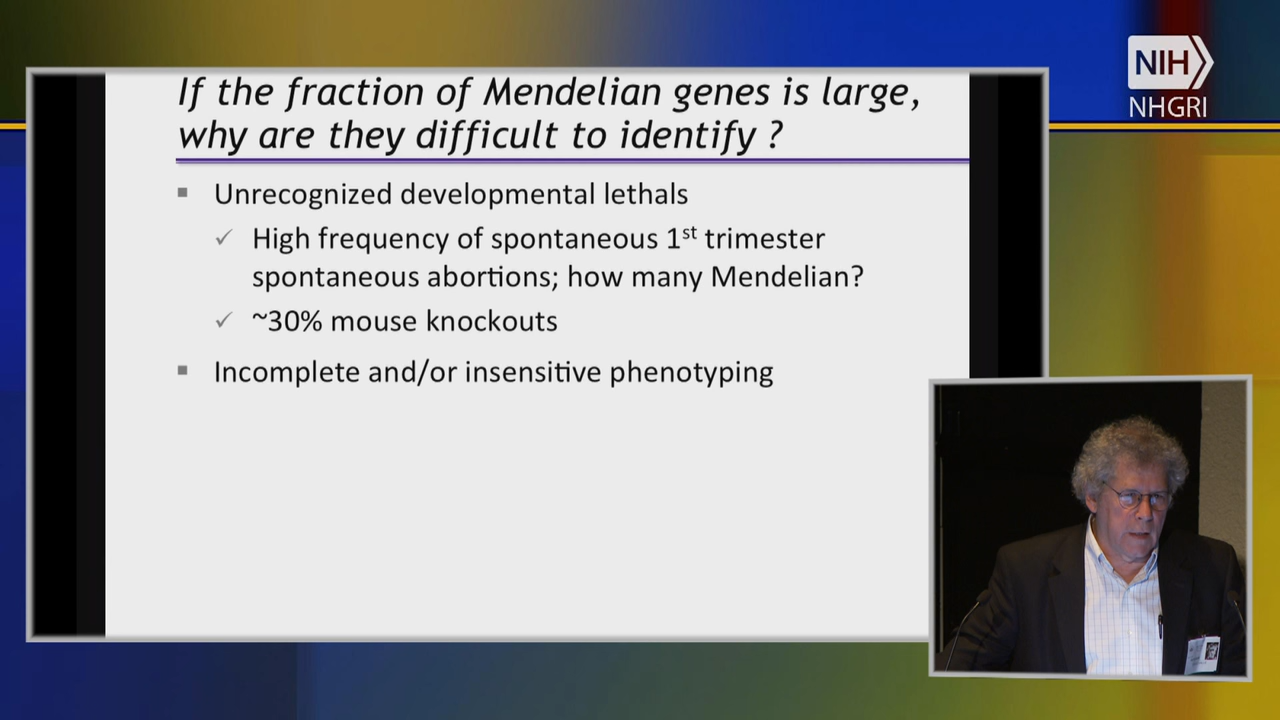 NIH
NHGRI
If the fraction of Mendelian genes is large,
why are they difficult to identify ?
Unrecognized developmental lethals
High frequency of spontaneous 1st trimester
spontaneous abortions; how many Mendelian?
~30% mouse knockouts
Incomplete and/or insensitive phenotyping